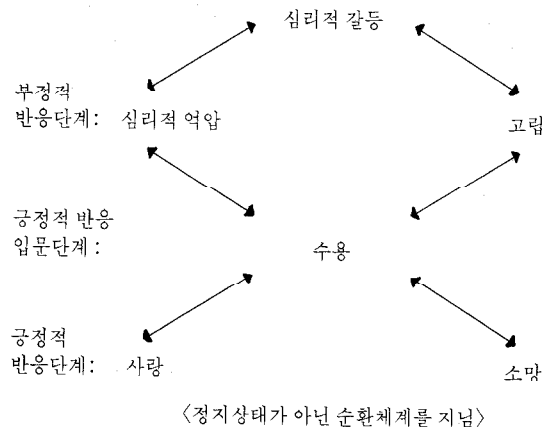 심리적 갈등
부정적
반응단계: 심리적 억압 고립
긍정적 반응
입문단계: 수용
긍정적
반응단계: 사랑 소망
〈정지상태가 아닌 순환체계를 지님〉